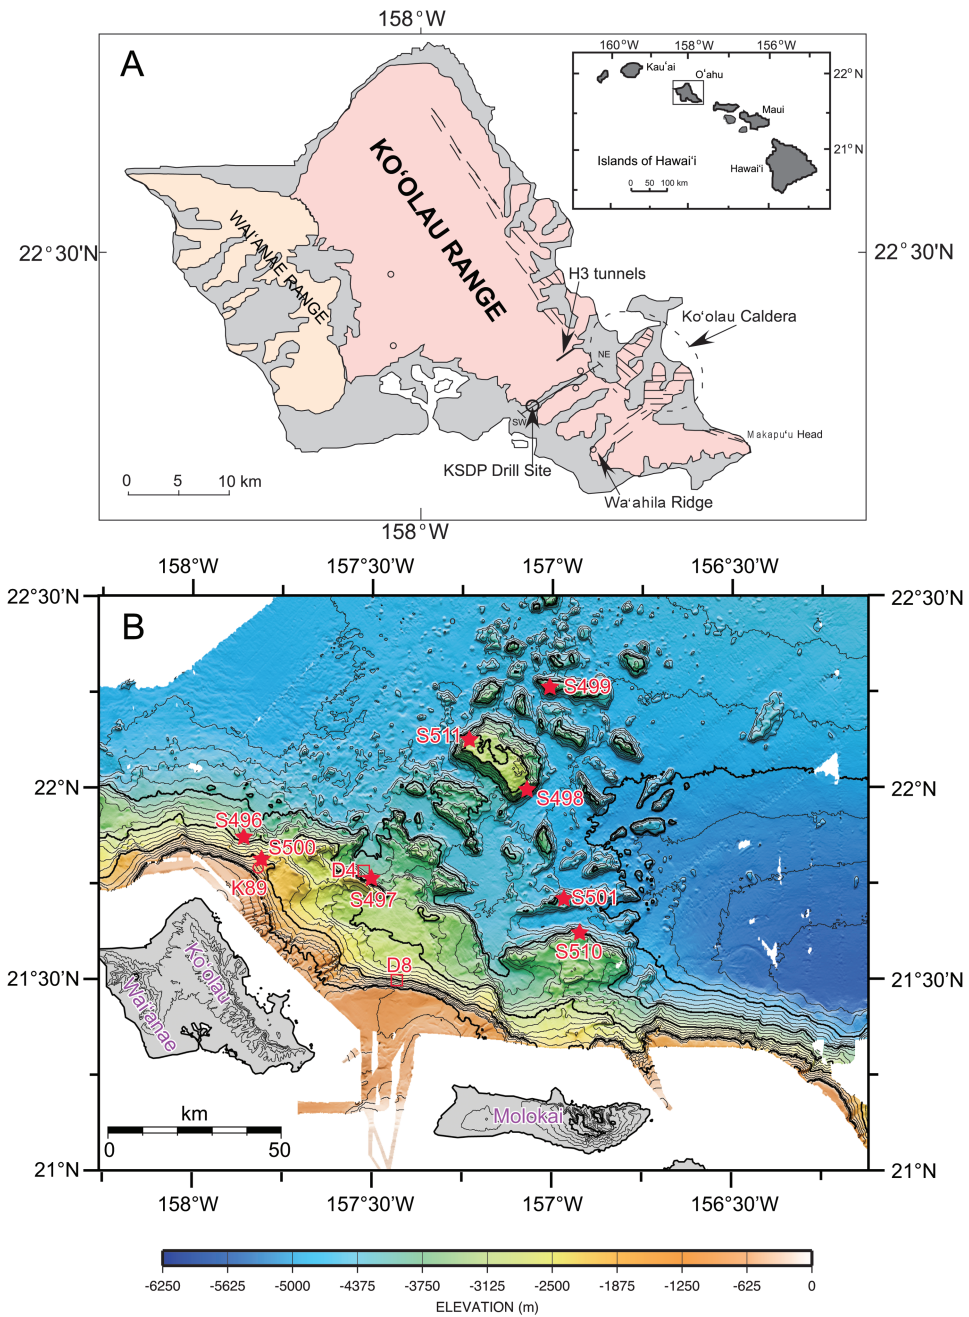 158°W
A
160°W 158°W 156°W
Kau'ai
O'ahu
22°N
Maui
21°N
Hawai'i
Islands of Hawai'i
0 50 100 km
KO'OLAU RANGE
WAI'ANAE RANGE
22°30'N
22°30'N
H3 tunnels
Ko'olau Caldera
NE
SW
Makapu'u Head
KSDP Drill Site
Wa'ahila Ridge
0 5 10 km
158°W
158°W 157°30'W 157°W 156°30'W
22°30'N
22°30'N
B
S499
S511
S498
22°N
22°N
S496
S500
D4
K89
S497
S501
S510
D8
21°30'N
21°30'N
Ko'olau
Wai'anae
Molokai
km
0 50
21°N
21°N
158°W 157°30'W 157°W 156°30'W
-6250 -5625 -5000 -4375 -3750 -3125 -2500 -1875 -1250 -625 0
ELEVATION (m)